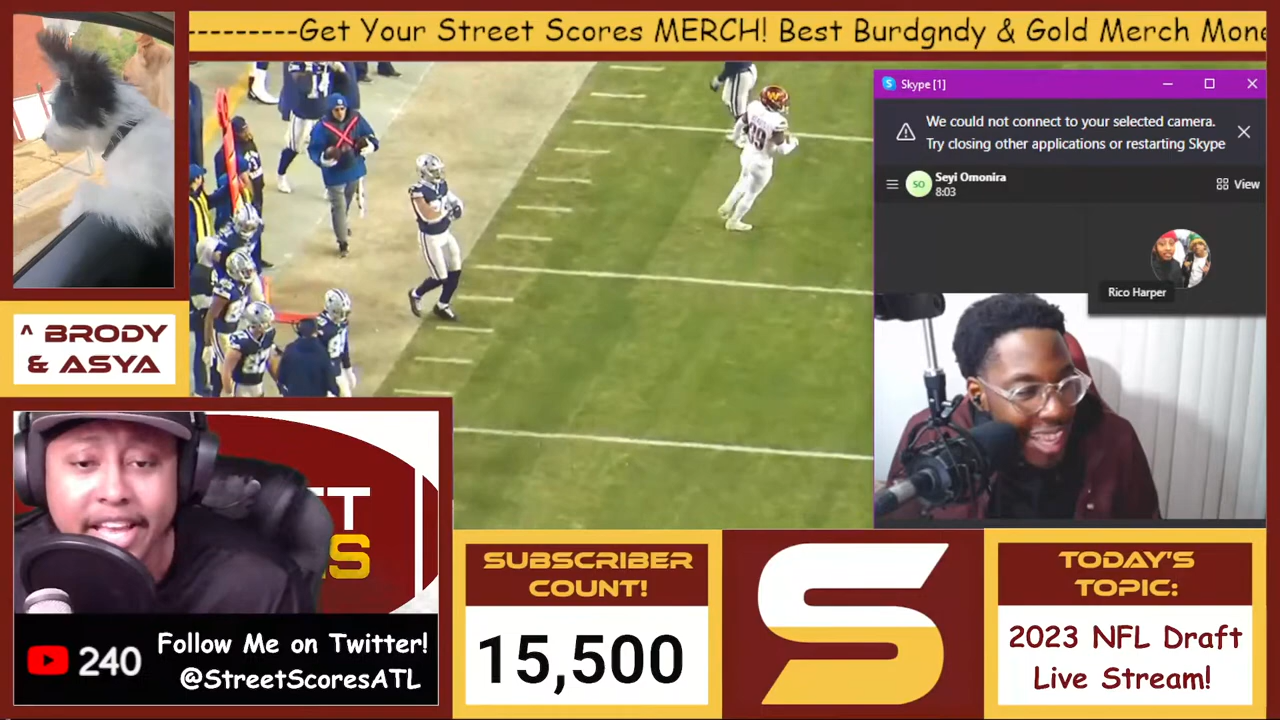 ---------Get Your Street Scores MERCH! Best Burdgndy & Gold Merch Mone
Skype [1]
We could not connect to your selected camera.
Try closing other applications or restarting Skype
SO
Seyi Omonira
8:03
View
Rico Harper
^ BRODY
& ASYA
240
Follow Me on Twitter!
@StreetScoresATL
SUBSCRIBER
COUNT!
15,500
S
TODAY'S
TOPIC:
2023 NFL Draft
Live Stream!